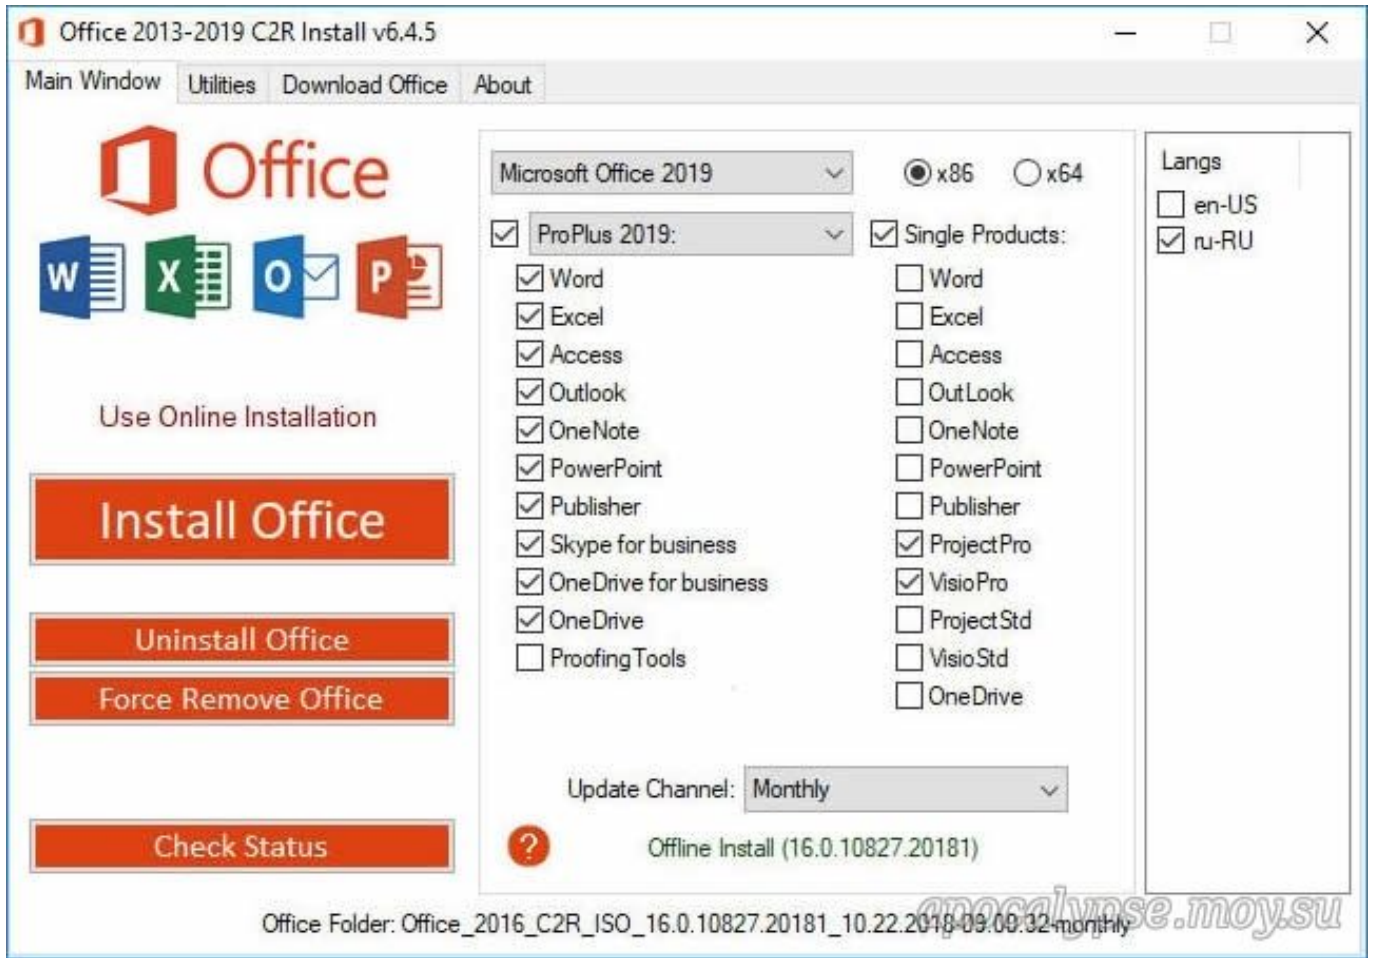 Office 2013-2019 C2R Install v6.4.5
Main Window Utilities Download Office About
Office
W X O P
Use Online Installation
Install Office
Uninstall Office
Force Remove Office
Check Status
Microsoft Office 2019 x86 x64
ProPlus 2019: Single Products:
Word Word
Excel Excel
Access Access
Outlook OutLook
OneNote OneNote
PowerPoint PowerPoint
Publisher Publisher
Skype for business ProjectPro
OneDrive for business VisioPro
OneDrive ProjectStd
ProofingTools VisioStd
OneDrive
Update Channel: Monthly
? Offline Install (16.0.10827.20181)
Langs
en-US
ru-RU
Office Folder: Office_2016_C2R_ISO_16.0.10827.20181_10.22.2018-09.09.32-monthly
apocalypse.moy.su